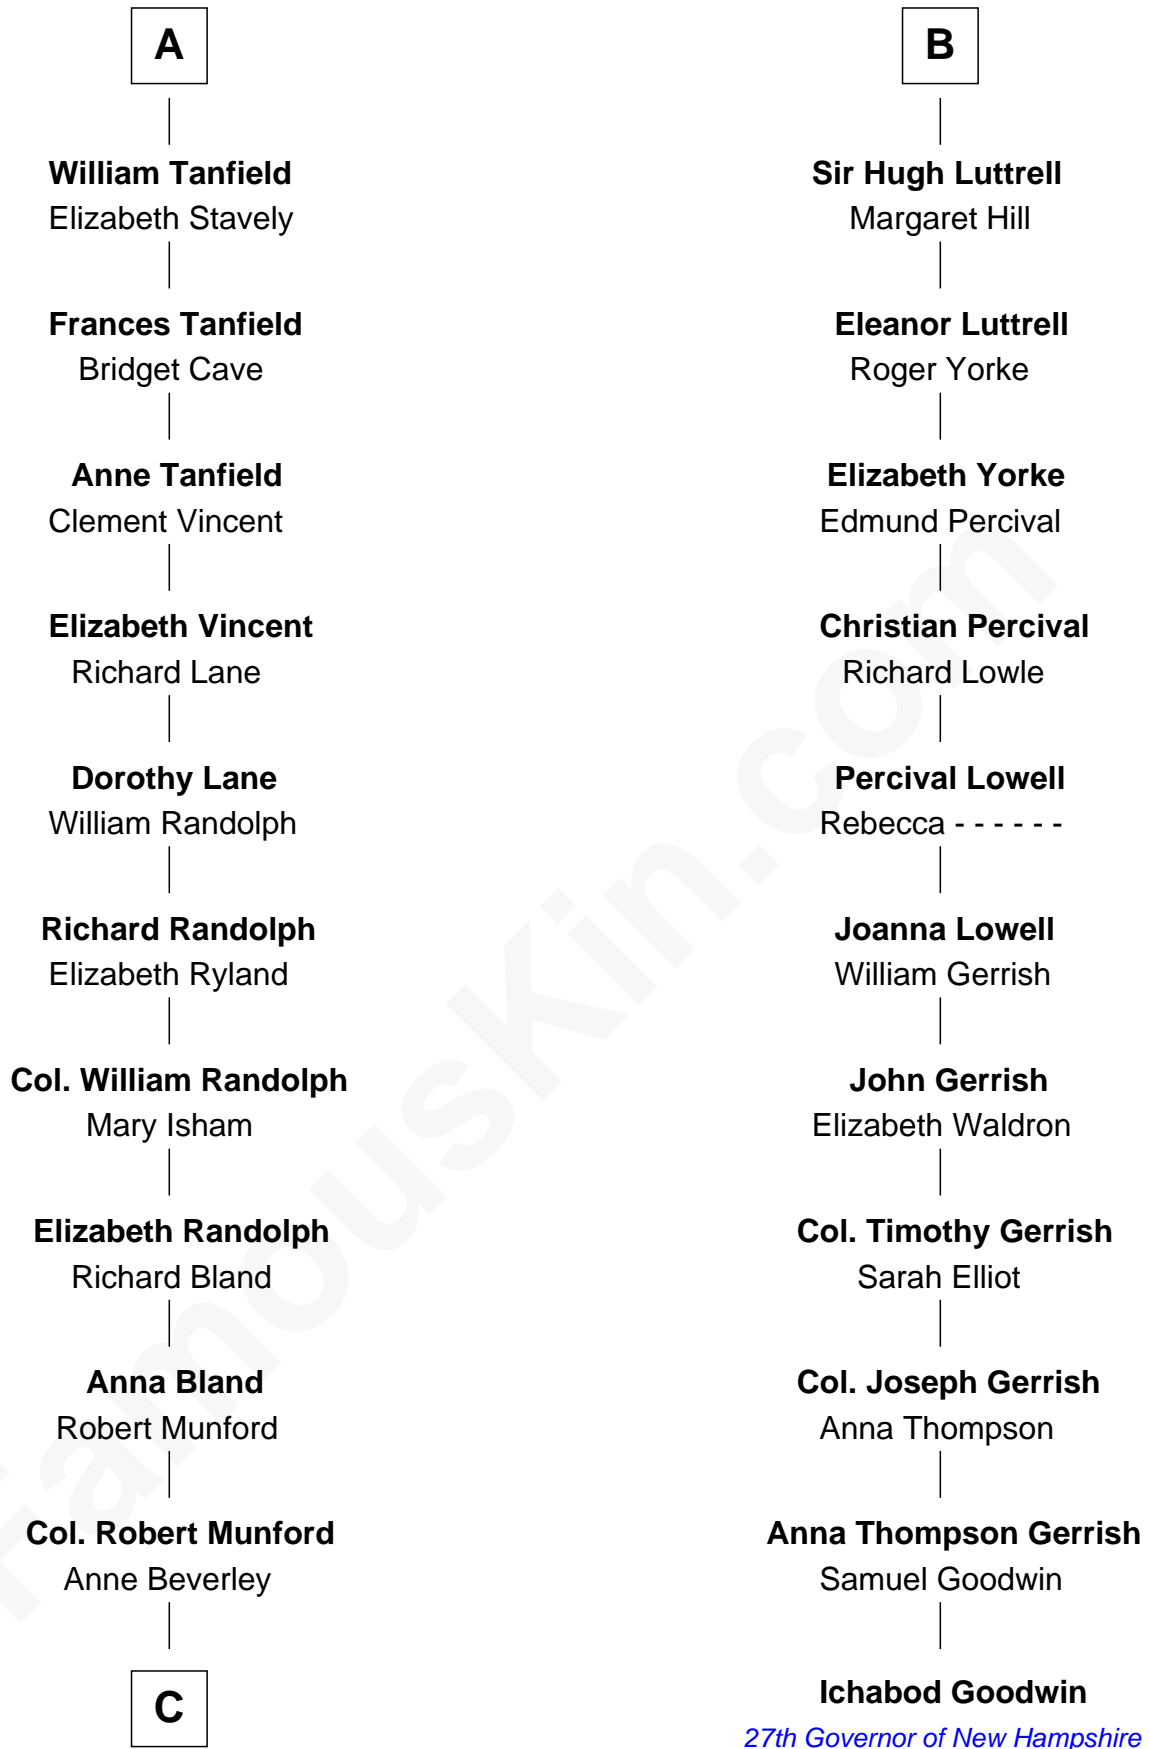 A
William Tanfield
Elizabeth Stavely
Frances Tanfield
Bridget Cave
Anne Tanfield
Clement Vincent
Elizabeth Vincent
Richard Lane
Dorothy Lane
William Randolph
Richard Randolph
Elizabeth Ryland
Col. William Randolph
Mary Isham
Elizabeth Randolph
Richard Bland
Anna Bland
Robert Munford
Col. Robert Munford
Anne Beverley
C
B
Sir Hugh Luttrell
Margaret Hill
Eleanor Luttrell
Roger Yorke
Elizabeth Yorke
Edmund Percival
Christian Percival
Richard Lowle
Percival Lowell
Rebecca - - - - - -
Joanna Lowell
William Gerrish
John Gerrish
Elizabeth Waldron
Col. Timothy Gerrish
Sarah Elliot
Col. Joseph Gerrish
Anna Thompson
Anna Thompson Gerrish
Samuel Goodwin
Ichabod Goodwin
27th Governor of New Hampshire
FamousKin.com